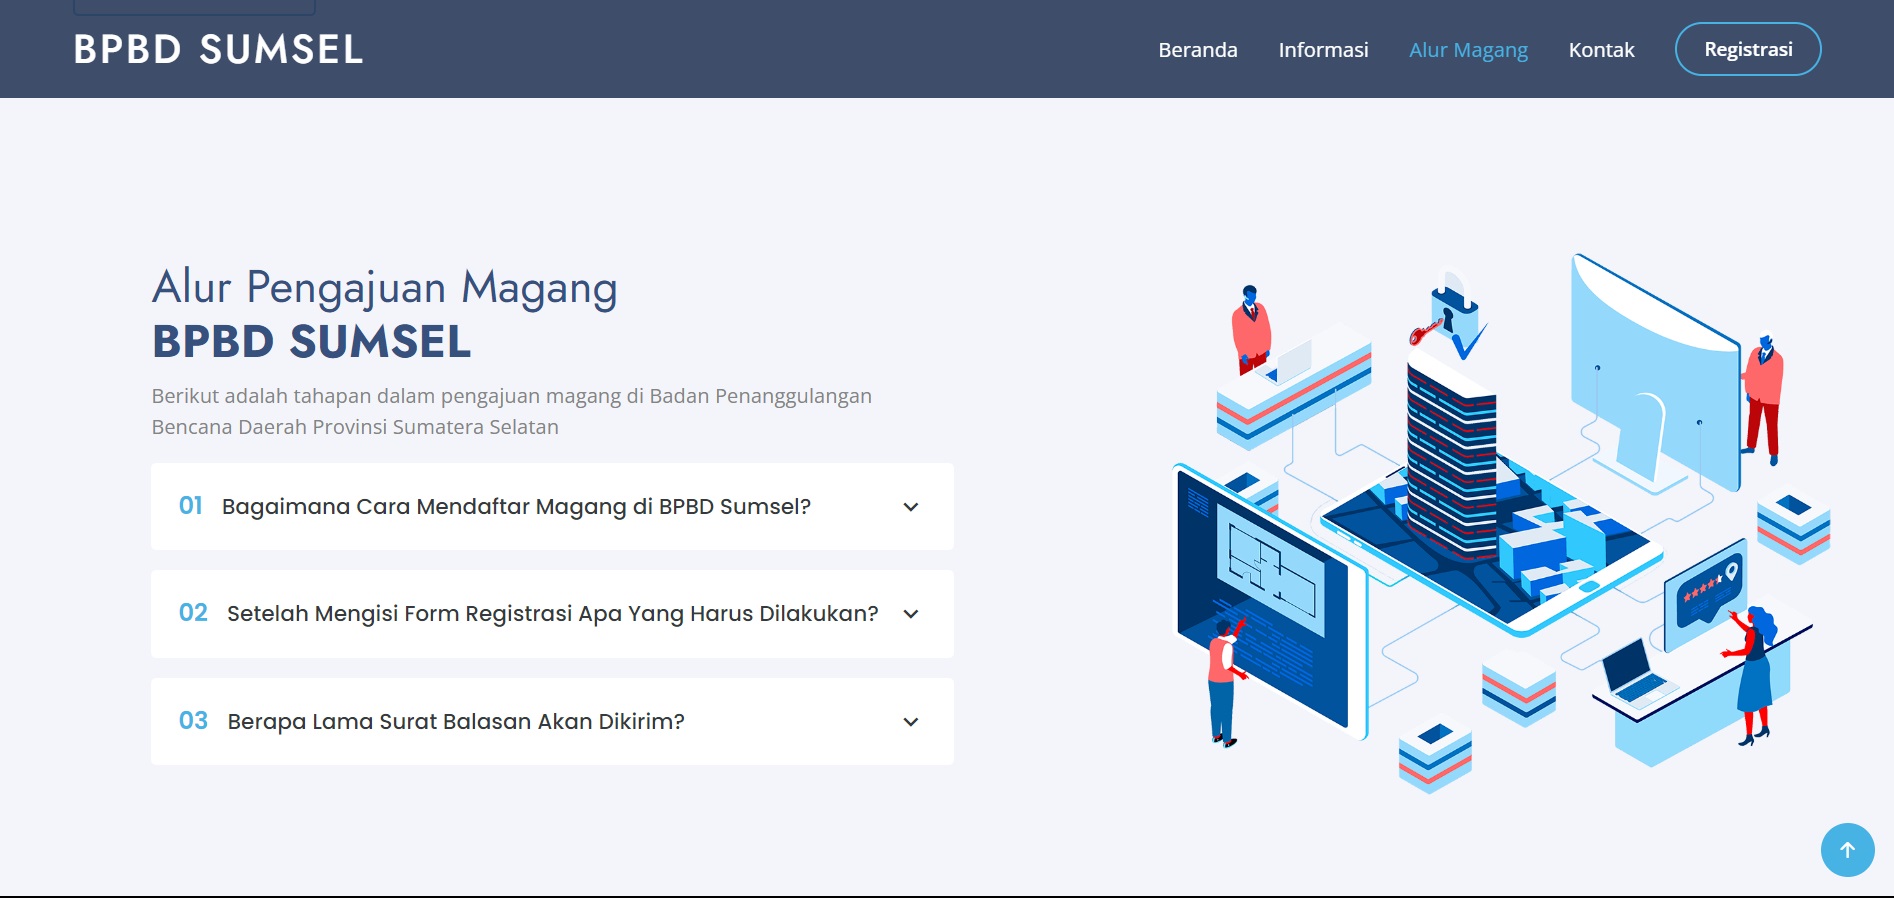 BPBD SUMSEL
Beranda
Informasi
Alur Magang
Kontak
Registrasi
Alur Pengajuan Magang
BPBD SUMSEL
Berikut adalah tahapan dalam pengajuan magang di Badan Penanggulangan
Bencana Daerah Provinsi Sumatera Selatan
01 Bagaimana Cara Mendaftar Magang di BPBD Sumsel?
02 Setelah Mengisi Form Registrasi Apa Yang Harus Dilakukan?
03 Berapa Lama Surat Balasan Akan Dikirim?